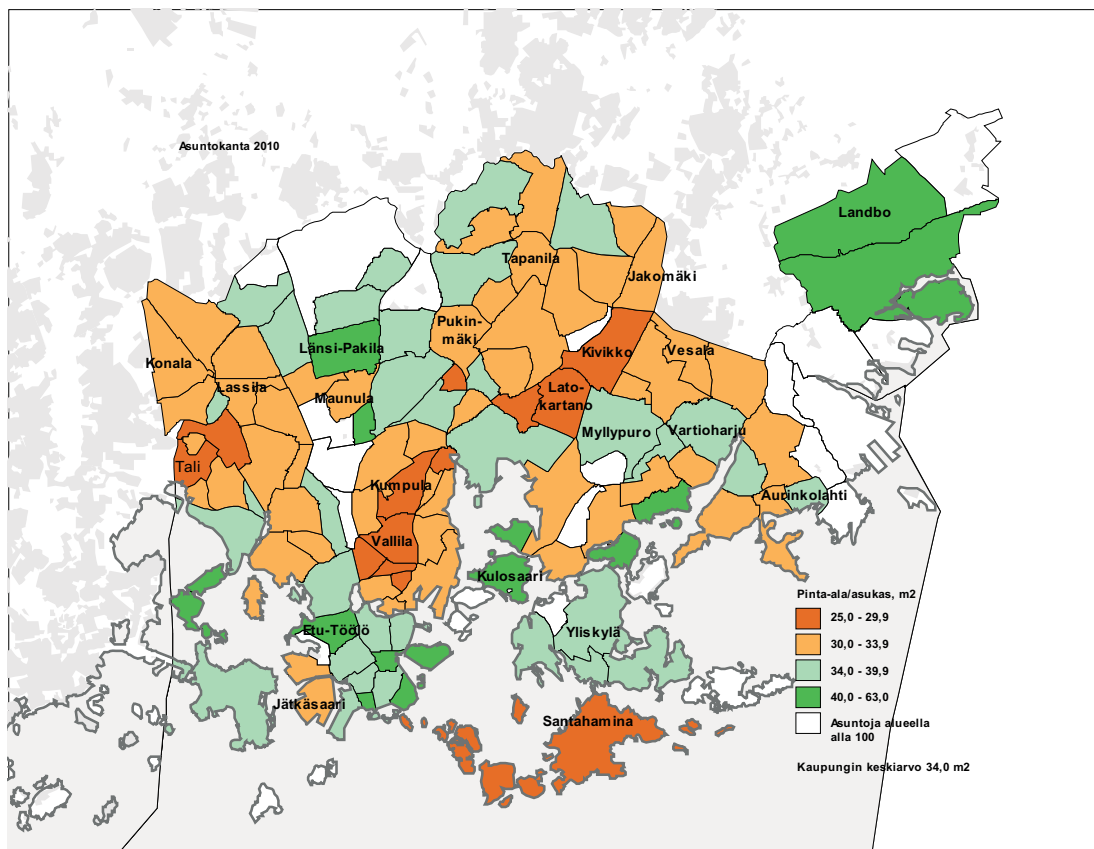 Asuntokanta 2010
Landbo
Tapanila
Jakomäki
Pukin-
mäki
Länsi-Pakila
Kivikko
Vesala
Konala
Lassila
Maunula
Lato-
kartano
Myllypuro
Vartioharju
Tali
Kumpula
Aurinkolahti
Vallila
Kulosaari
Etu-Töölö
Yliskylä
Jätkäsaari
Santahamina
Pinta-ala/asukas, m2
25,0 - 29,9
30,0 - 33,9
34,0 - 39,9
40,0 - 63,0
Asuntoja alueella
alla 100
Kaupungin keskiarvo 34,0 m2